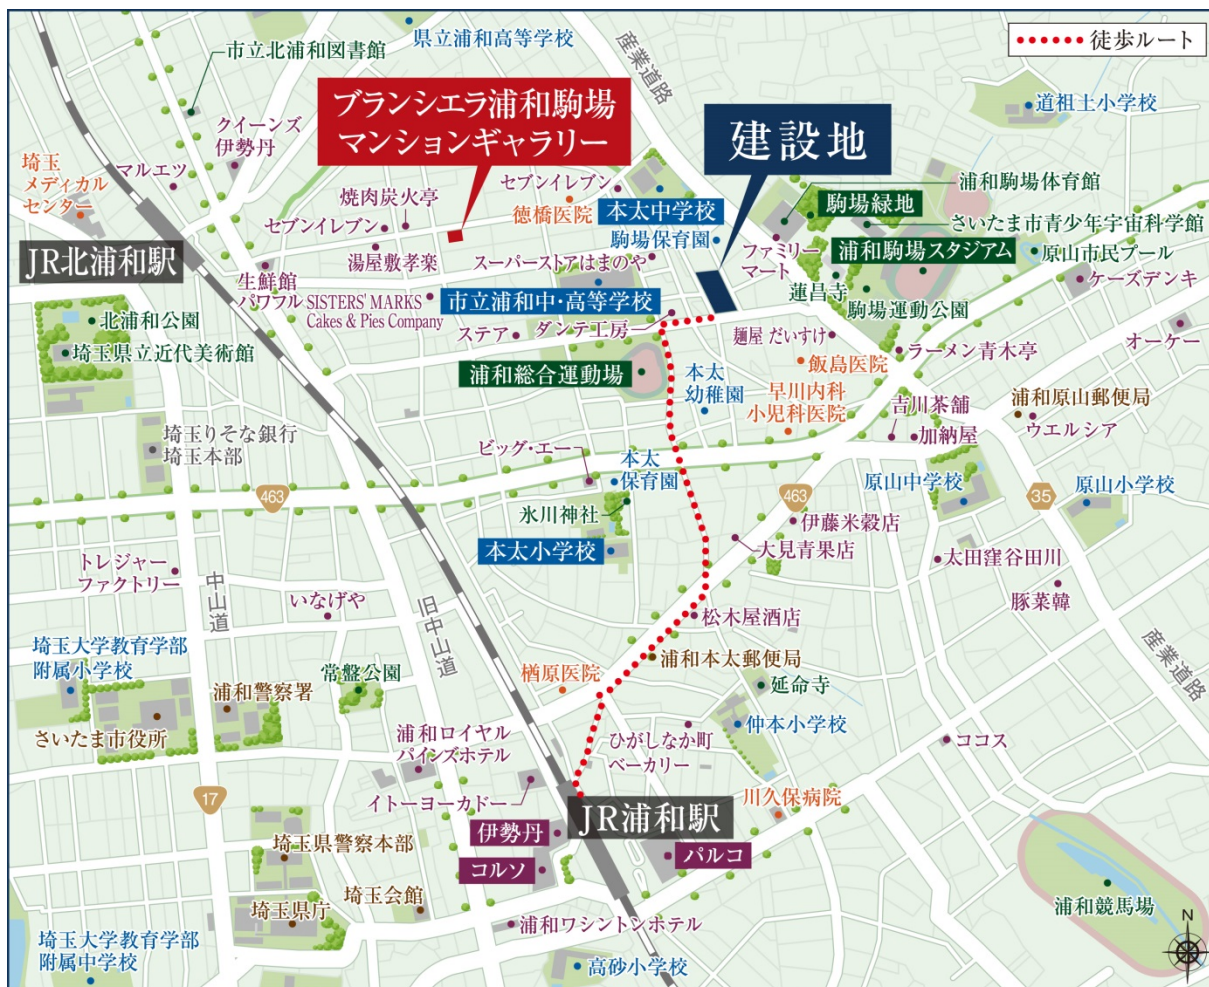 県立浦和高等学校
産業道路
徒歩ルート
市立北浦和図書館
ブランシエラ浦和駒場
マンションギャラリー
建設地
道祖土小学校
クイーンズ
伊勢丹
マルエツ
埼玉
メディカル
センター
焼肉炭火亭
セブンイレブン
セブンイレブン
徳橋医院
本太中学校
駒場保育園
浦和駒場体育館
駒場緑地
さいたま市青少年宇宙科学館
浦和駒場スタジアム
原山市民プール
ファミリー
マート
ケーズデンキ
JR北浦和駅
湯屋敷孝楽
スーパーストアはまのや
蓮昌寺
駒場運動公園
生鮮館
パワフル
SISTERS' MARKS
Cakes & Pies Company
市立浦和中・高等学校
北浦和公園
ステア
ダンテ工房
麺屋 だいすけ
オーケー
埼玉県立近代美術館
浦和総合運動場
本太
幼稚園
飯島医院
ラーメン青木亭
早川内科
小児科医院
吉川茶舗
加納屋
浦和原山郵便局
ウエルシア
埼玉りそな銀行
埼玉本部
ビッグ・エー
本太
保育園
463
463
原山中学校
35
原山小学校
氷川神社
伊藤米穀店
大見青果店
本太小学校
太田窪谷田川
トレジャー
ファクトリー
中山道
いなげや
旧中山道
豚菜韓
松木屋酒店
産業道路
埼玉大学教育学部
附属小学校
浦和警察署
常盤公園
楢原医院
浦和本太郵便局
延命寺
さいたま市役所
浦和ロイヤル
パインズホテル
ひがしなか町
ベーカリー
仲本小学校
ココス
イトーヨーカドー
17
JR浦和駅
川久保病院
伊勢丹
コルソ
パルコ
埼玉県警察本部
埼玉会館
埼玉県庁
浦和ワシントンホテル
浦和競馬場
埼玉大学教育学部
附属中学校
高砂小学校
N